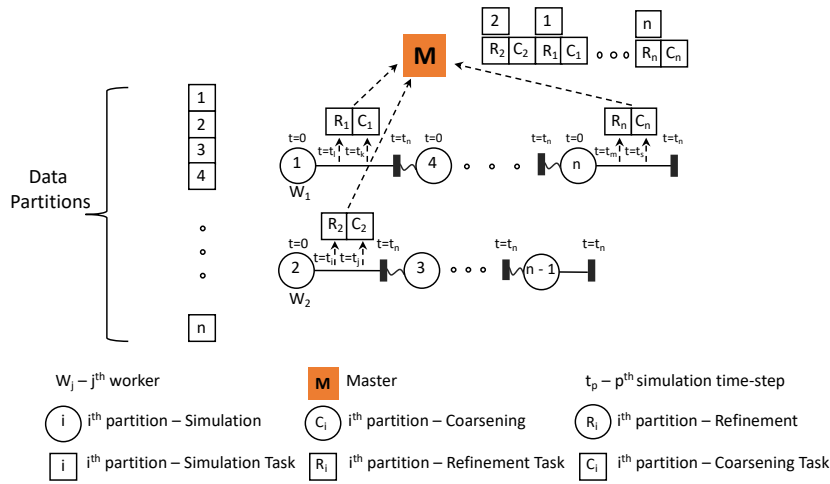 2 1 n
M
R2 C2 R1 C1 Rn Cn
1
2
3
4
n
Data
Partitions
R1 C1 Rn Cn
t=0 t=tn t=0 t=tn t=0 t=tn
t=tl t=tk t=tm t=ts
1 4 n
W1
R2 C2
t=0 t=tn t=tn t=tn
t=ti t=tj
2 3 n - 1
W2
Wj – jth worker
M Master
tp – pth simulation time-step
i ith partition – Simulation
Ci ith partition – Coarsening
Ri ith partition – Refinement
i ith partition – Simulation Task
Ri ith partition – Refinement Task
Ci ith partition – Coarsening Task